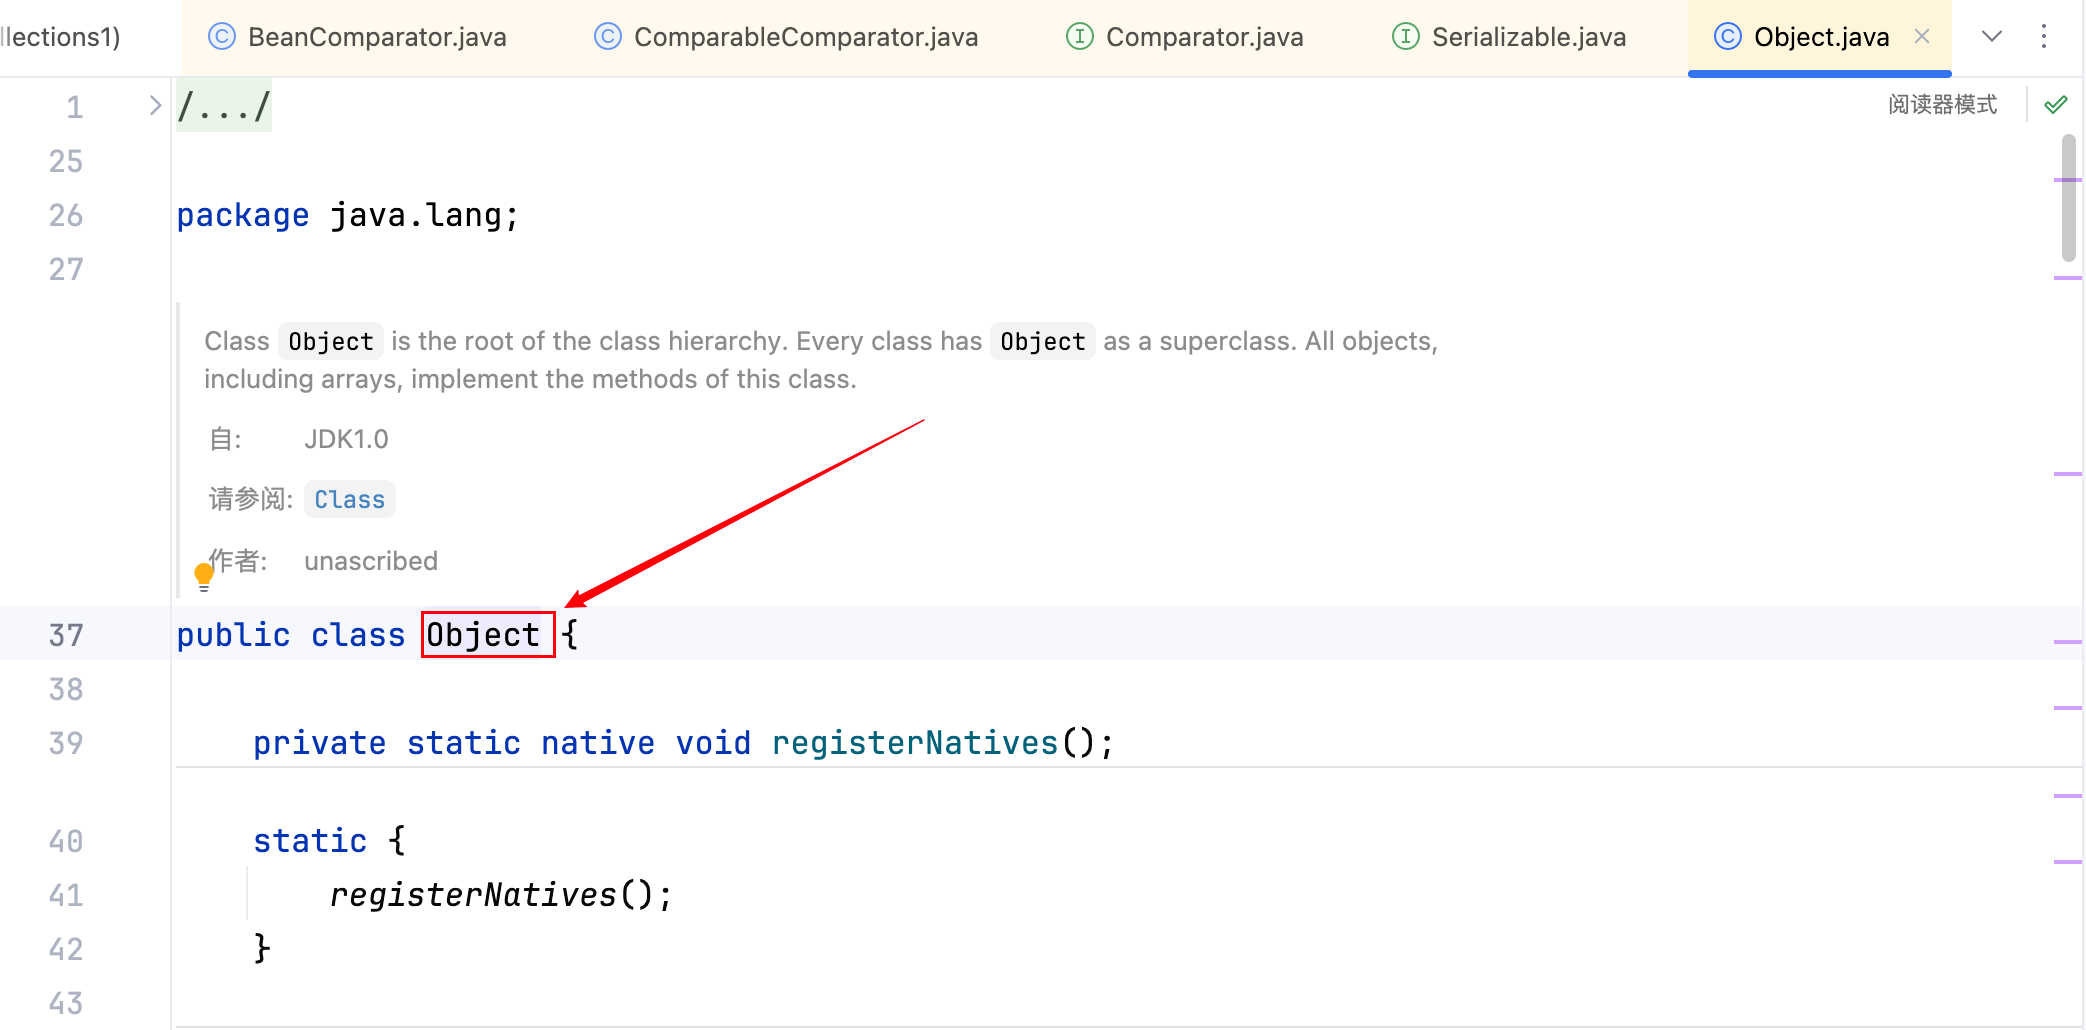 llections1) BeanComparator.java ComparableComparator.java Comparator.java Serializable.java Object.java
1 /.../ 阅读器模式
25
26 package java.lang;
27
Class Object is the root of the class hierarchy. Every class has Object as a superclass. All objects,
including arrays, implement the methods of this class.
自: JDK1.0
请参阅: Class
作者: unascribed
37 public class Object {
38
39 private static native void registerNatives();
40 static {
41 registerNatives();
42 }
43